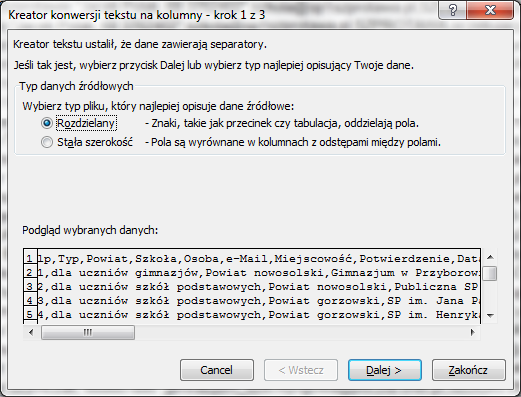 Kreator konwersji tekstu na kolumny - krok 1 z 3
Kreator tekstu ustalił, że dane zawierają separatory.
Jeśli tak jest, wybierz przycisk Dalej lub wybierz typ najlepiej opisujący Twoje dane.
Typ danych źródłowych
Wybierz typ pliku, który najlepiej opisuje dane źródłowe:
Rozdzielany - Znaki, takie jak przecinek czy tabulacja, oddzielają pola.
Stała szerokość - Pola są wyrównane w kolumnach z odstępami między polami.
Podgląd wybranych danych:
1 lp,Typ,Powiat,Szkoła,Osoba,e-Mail,Miejscowość,Potwierdzenie,Data
2 1,dla uczniów gimnazjów,Powiat nowosolski,Gimnazjum w Przyborow
3 2,dla uczniów szkół podstawowych,Powiat nowosolski,Publiczna SP
4 3,dla uczniów szkół podstawowych,Powiat gorzowski,SP im. Jana Pa
5 4,dla uczniów szkół podstawowych,Powiat gorzowski,SP im. Henryka
Cancel < Wstecz Dalej > Zakończ